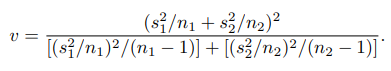 v = \frac{(s_1^2/n_1 + s_2^2/n_2)^2}{[(s_1^2/n_1)^2/(n_1 - 1)] + [(s_2^2/n_2)^2/(n_2 - 1)]}.